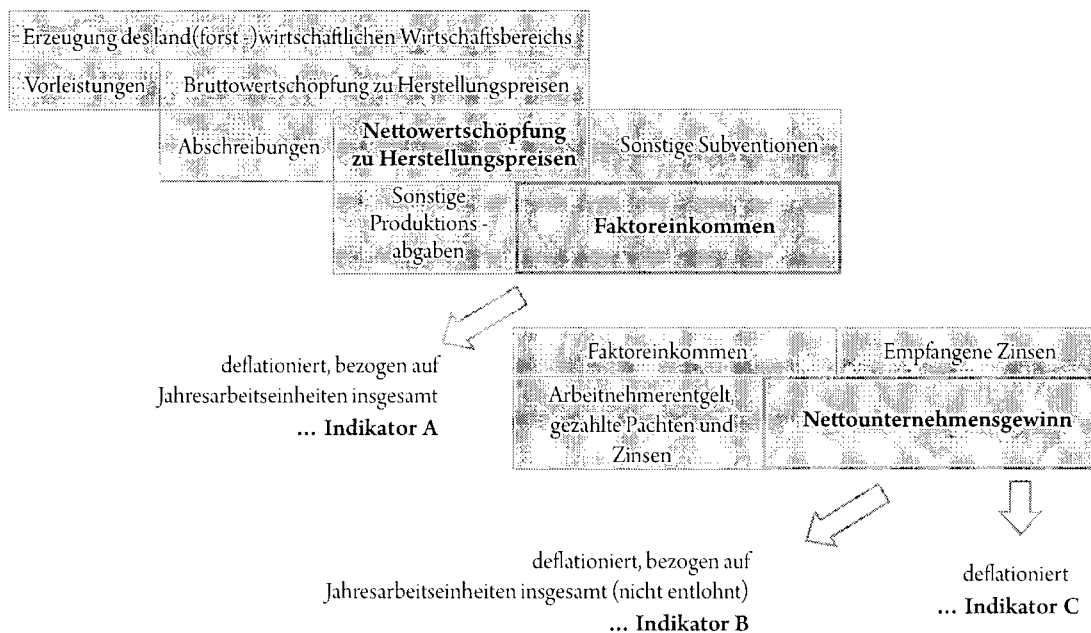 Erzeugung des land(forst-)wirtschaftlichen Wirtschaftsbereichs
Vorleistungen
Bruttowertschöpfung zu Herstellungspreisen
Abschreibungen
Nettowertschöpfung
zu Herstellungspreisen
Sonstige Subventionen
Sonstige
Produktions-
abgaben
Faktoreinkommen
deflationiert, bezogen auf
Jahresarbeitseinheiten insgesamt
... Indikator A
Faktoreinkommen
Empfangene Zinsen
Arbeitnehmerentgelt,
gezahlte Pachten und
Zinsen
Nettounternehmensgewinn
deflationiert, bezogen auf
Jahresarbeitseinheiten insgesamt (nicht entlohnt)
... Indikator B
deflationiert
... Indikator C